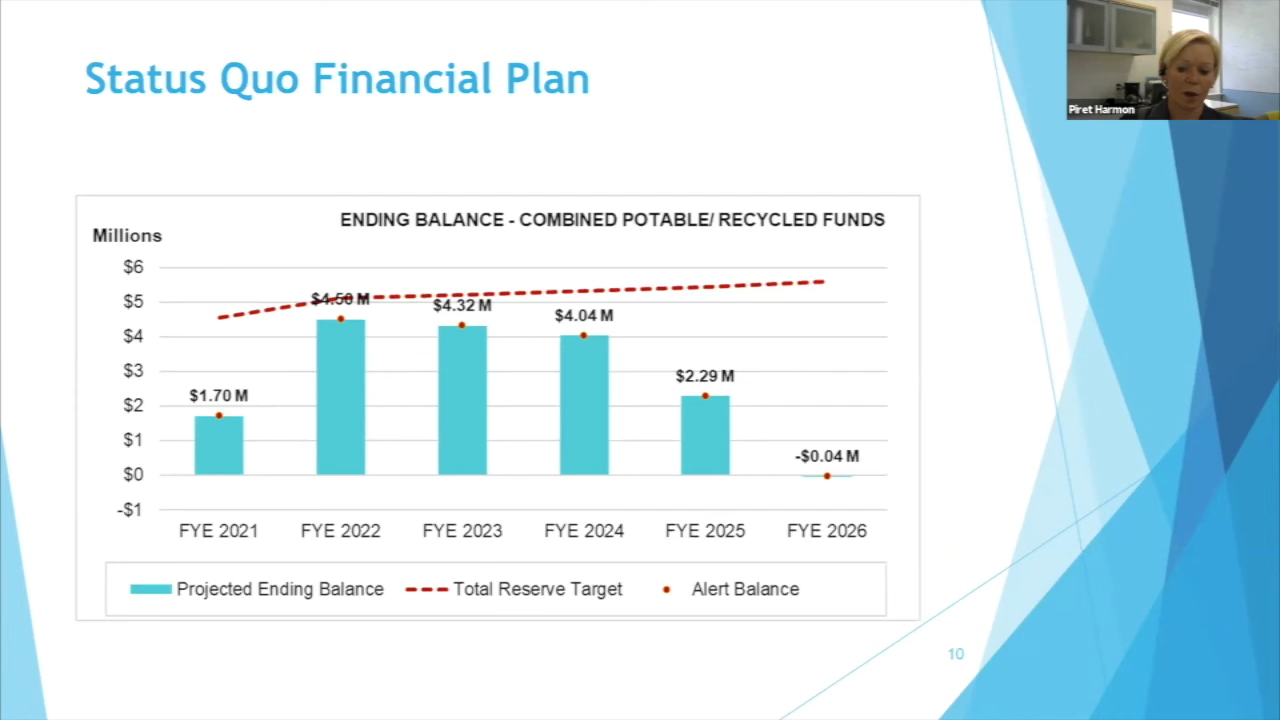 Status Quo Financial Plan
Piret Harmon
ENDING BALANCE - COMBINED POTABLE/ RECYCLED FUNDS
Millions
$6
$5
$4
$3
$2
$1
$0
-$1
$1.70 M
$4.50 M
$4.32 M
$4.04 M
$2.29 M
-$0.04 M
FYE 2021 FYE 2022 FYE 2023 FYE 2024 FYE 2025 FYE 2026
Projected Ending Balance Total Reserve Target Alert Balance
10